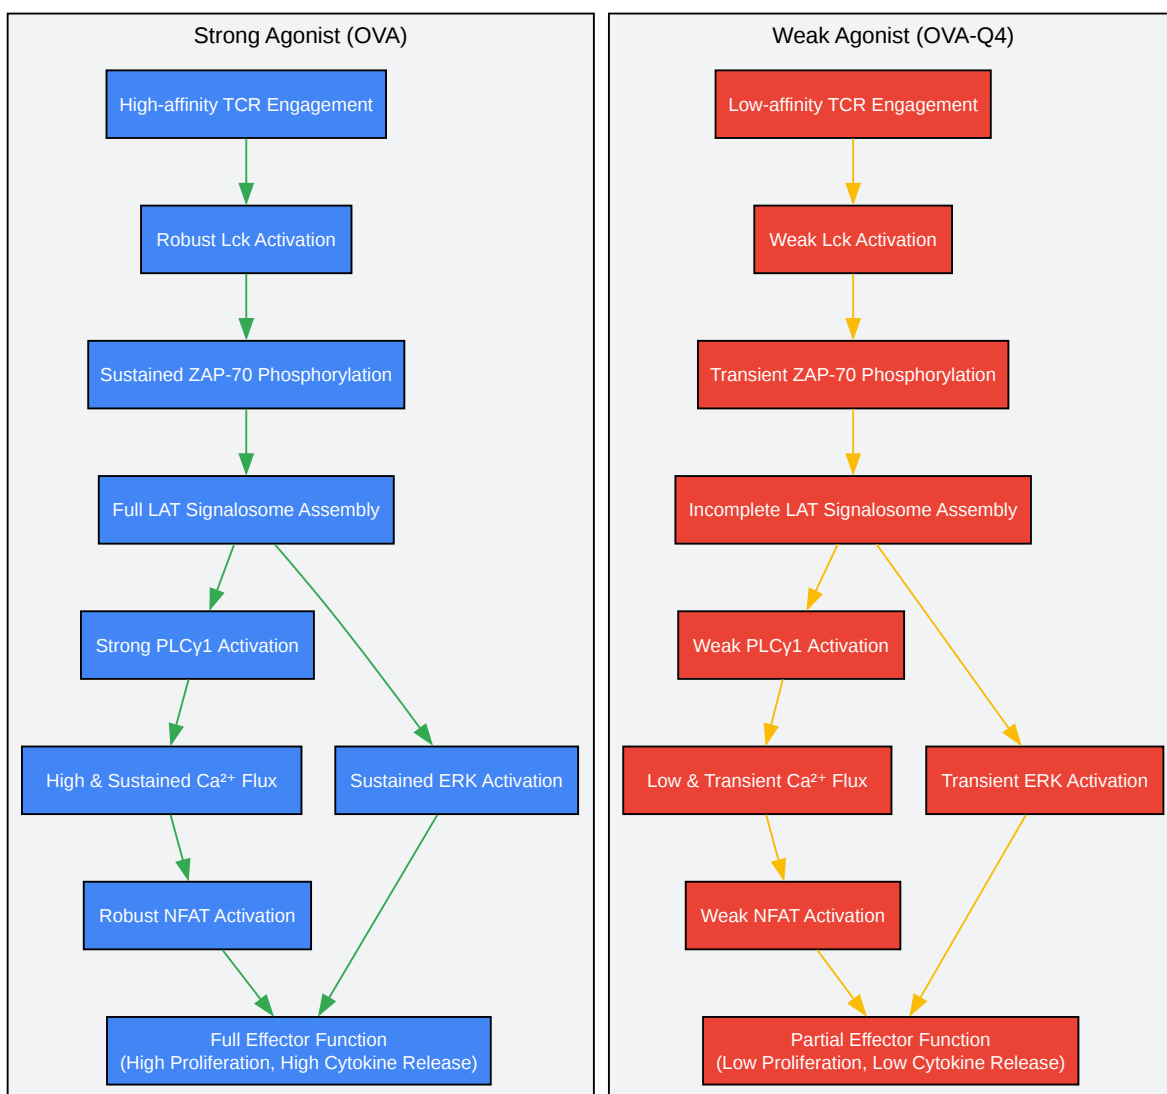 Strong Agonist (OVA)
High-affinity TCR Engagement
Robust Lck Activation
Sustained ZAP-70 Phosphorylation
Full LAT Signalosome Assembly
Strong PLCγ1 Activation
High & Sustained Ca²⁺ Flux
Sustained ERK Activation
Robust NFAT Activation
Full Effector Function
(High Proliferation, High Cytokine Release)
Weak Agonist (OVA-Q4)
Low-affinity TCR Engagement
Weak Lck Activation
Transient ZAP-70 Phosphorylation
Incomplete LAT Signalosome Assembly
Weak PLCγ1 Activation
Low & Transient Ca²⁺ Flux
Transient ERK Activation
Weak NFAT Activation
Partial Effector Function
(Low Proliferation, Low Cytokine Release)